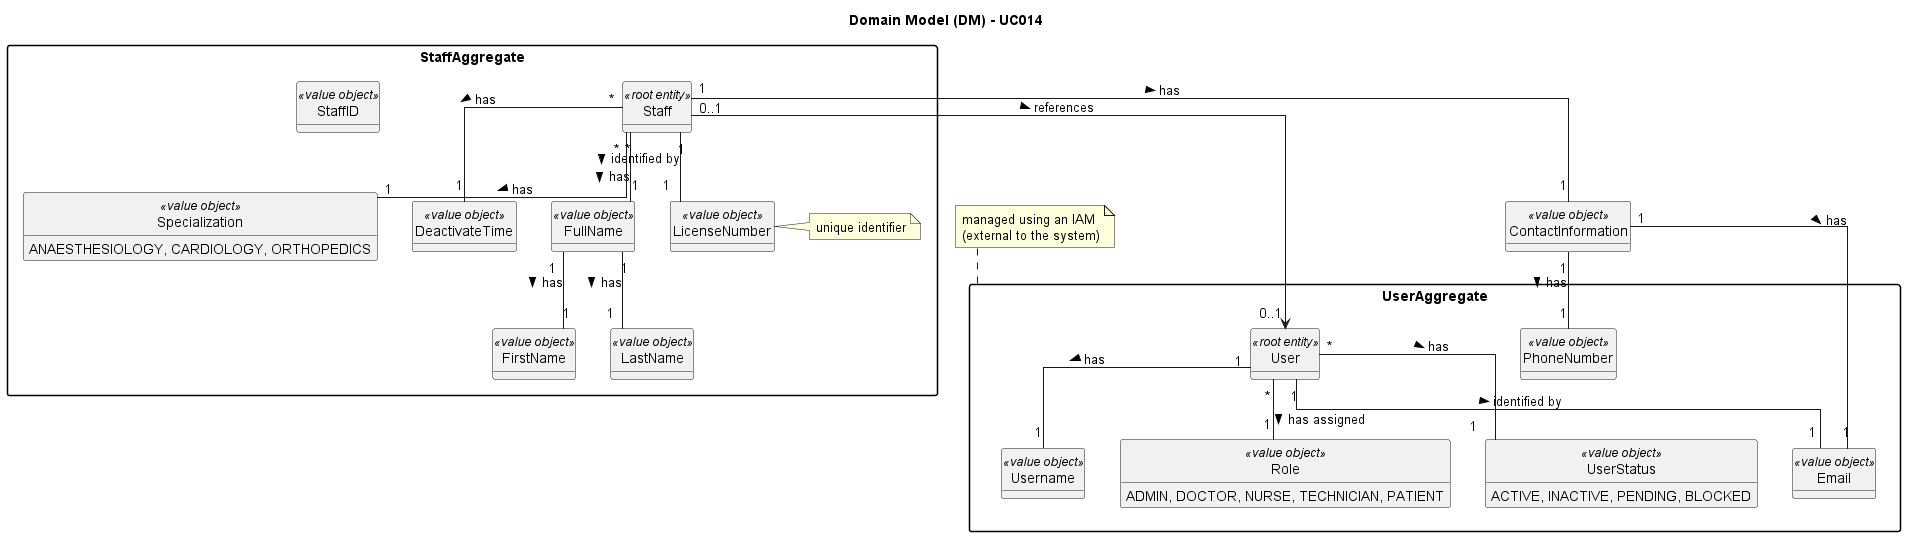 Domain Model (DM) - UC014
StaffAggregate
«value object»
StaffID
«root entity»
Staff
* has 1
1 has 1
0..1 references 0..1
* identified by 1
* has 1
has
1 1
«value object»
Specialization
ANAESTHESIOLOGY, CARDIOLOGY, ORTHOPEDICS
«value object»
DeactivateTime
«value object»
FullName
«value object»
LicenseNumber
unique identifier
managed using an IAM
(external to the system)
«value object»
ContactInformation
1 has 1
1 has 1
1 has 1
1 has 1
«value object»
FirstName
«value object»
LastName
UserAggregate
«root entity»
User
«value object»
PhoneNumber
1 has 1
* has 1
* has assigned 1
1 identified by 1
«value object»
Username
«value object»
Role
ADMIN, DOCTOR, NURSE, TECHNICIAN, PATIENT
«value object»
UserStatus
ACTIVE, INACTIVE, PENDING, BLOCKED
«value object»
Email